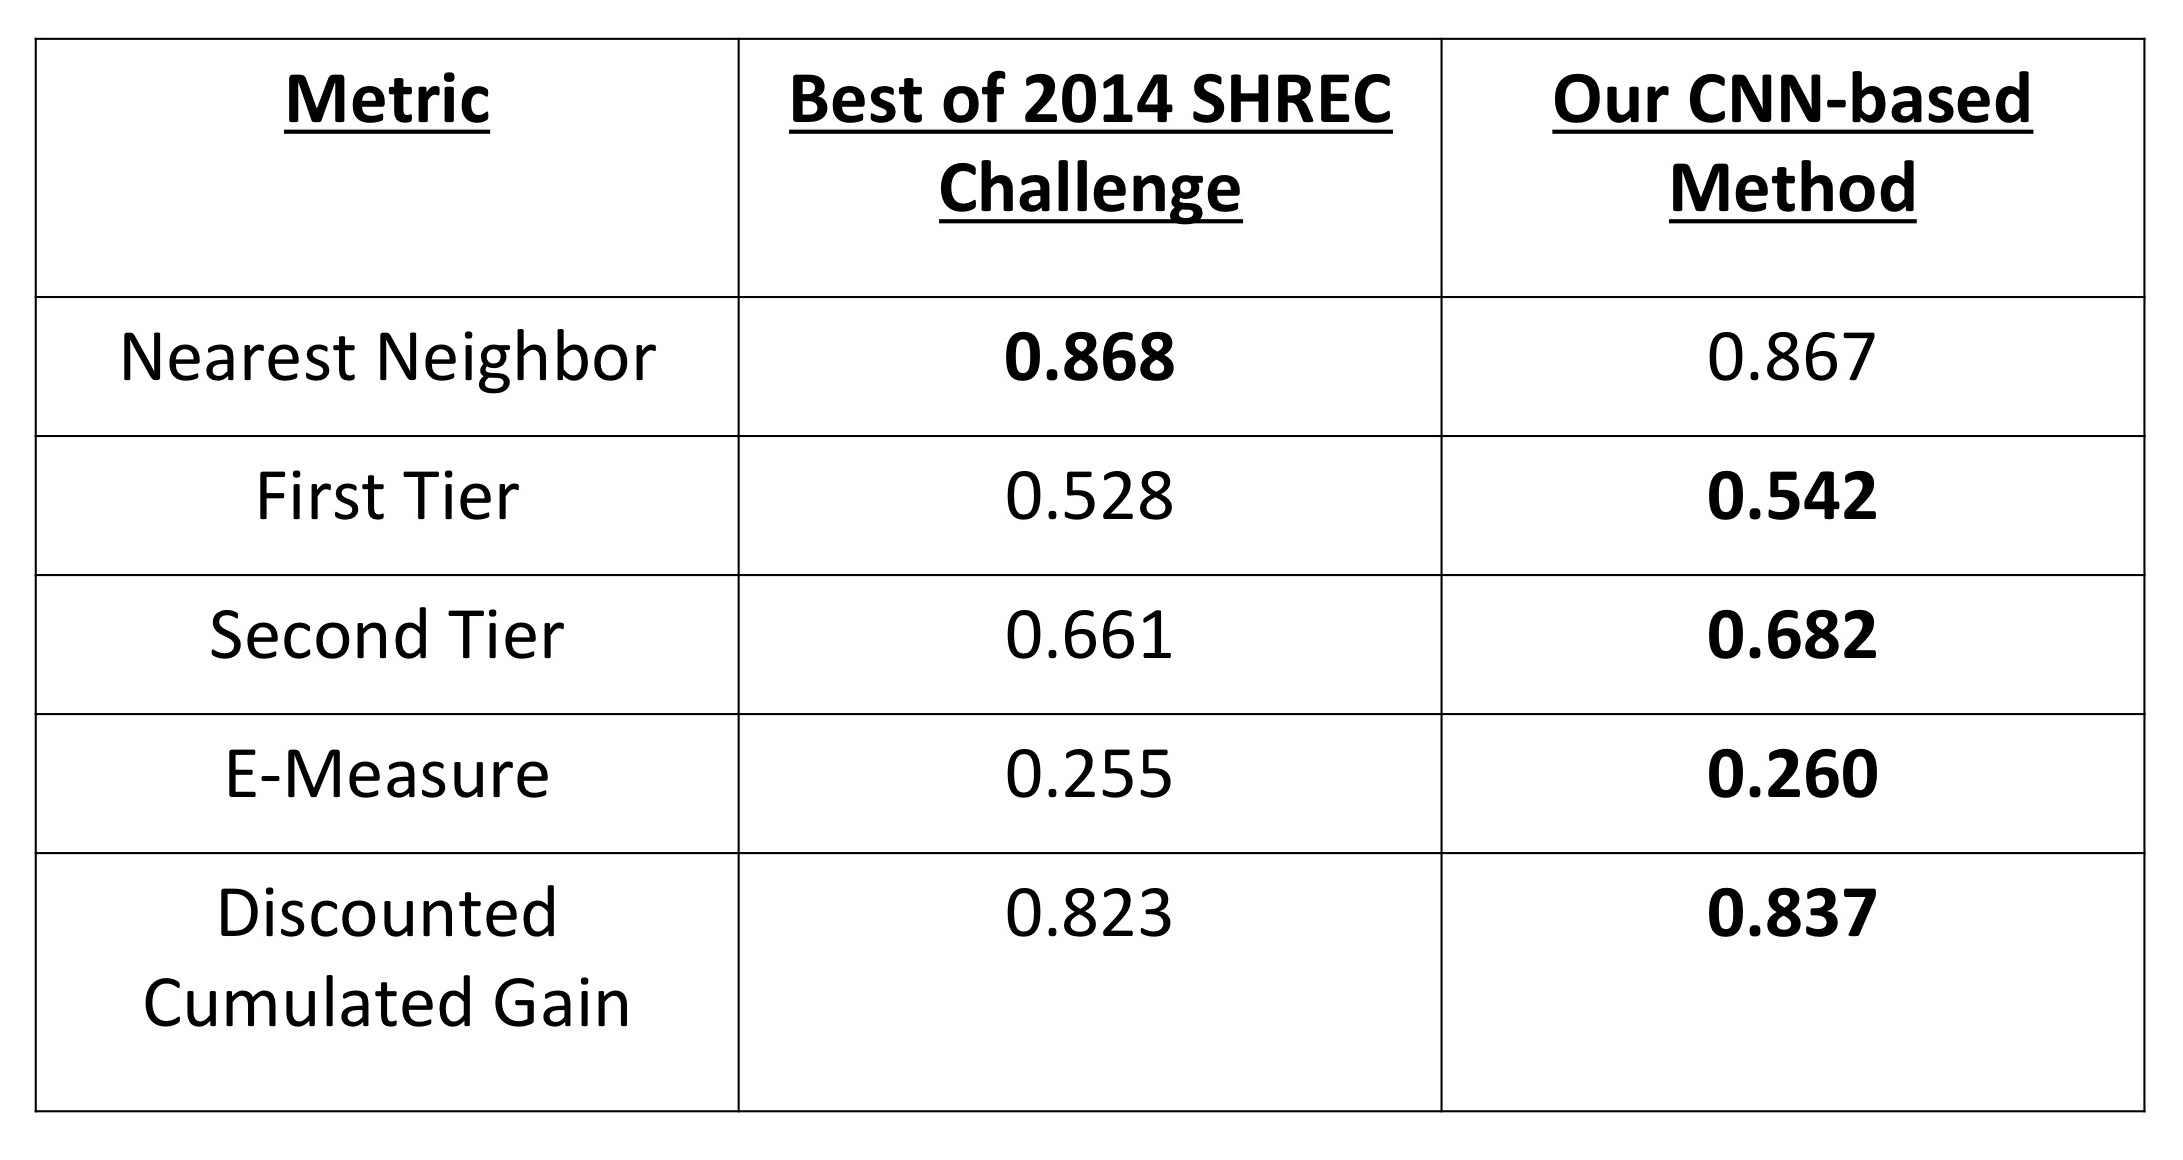 Metric
Best of 2014 SHREC
Challenge
Our CNN-based
Method
Nearest Neighbor
0.868
0.867
First Tier
0.528
0.542
Second Tier
0.661
0.682
E-Measure
0.255
0.260
Discounted
Cumulated Gain
0.823
0.837